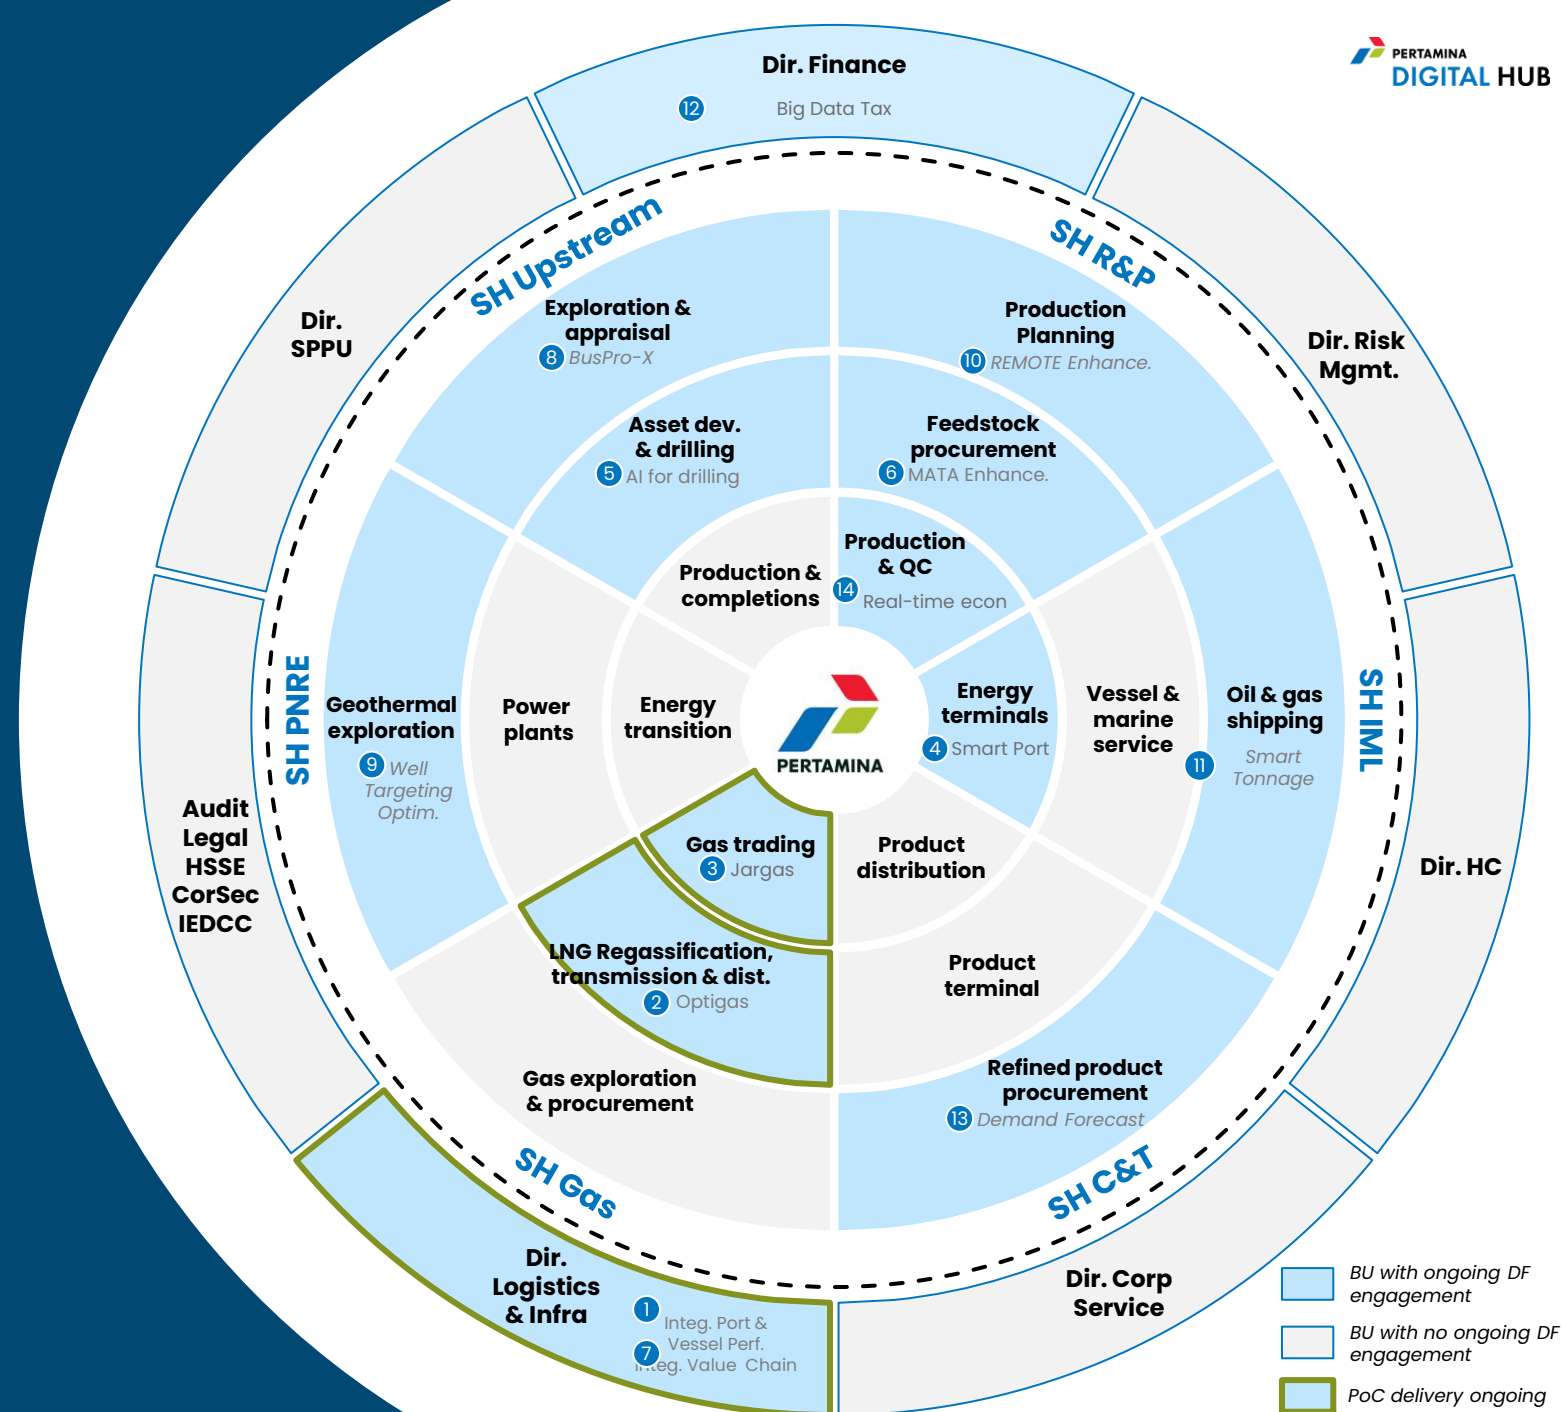 PERTAMINA
DIGITAL HUB
Dir. Finance
12
Big Data Tax
SH Upstream
SH R&P
Dir.
SPPU
Dir. Risk
Mgmt.
Exploration &
appraisal
8
BusPro-X
Production
Planning
10
REMOTE Enhance.
Asset dev.
& drilling
5
AI for drilling
Feedstock
procurement
6
MATA Enhance.
Production &
completions
Production
& QC
14
Real-time econ
SH PNRE
Geothermal
exploration
9
Well
Targeting
Optim.
Power
plants
Energy
transition
PERTAMINA
Energy
terminals
4
Smart Port
Vessel &
marine
service
11
Oil & gas
shipping
Smart
Tonnage
SH IML
Audit
Legal
HSSE
CorSec
IEDCC
Dir. HC
Gas trading
3
Jargas
Product
distribution
LNG Regassification,
transmission & dist.
2
Optigas
Product
terminal
Gas exploration
& procurement
Refined product
procurement
13
Demand Forecast
SH Gas
SH C&T
Dir.
Logistics
& Infra
1
Integ. Port &
Vessel Perf.
7
Integ. Value Chain
Dir. Corp
Service
BU with ongoing DF
engagement
BU with no ongoing DF
engagement
PoC delivery ongoing